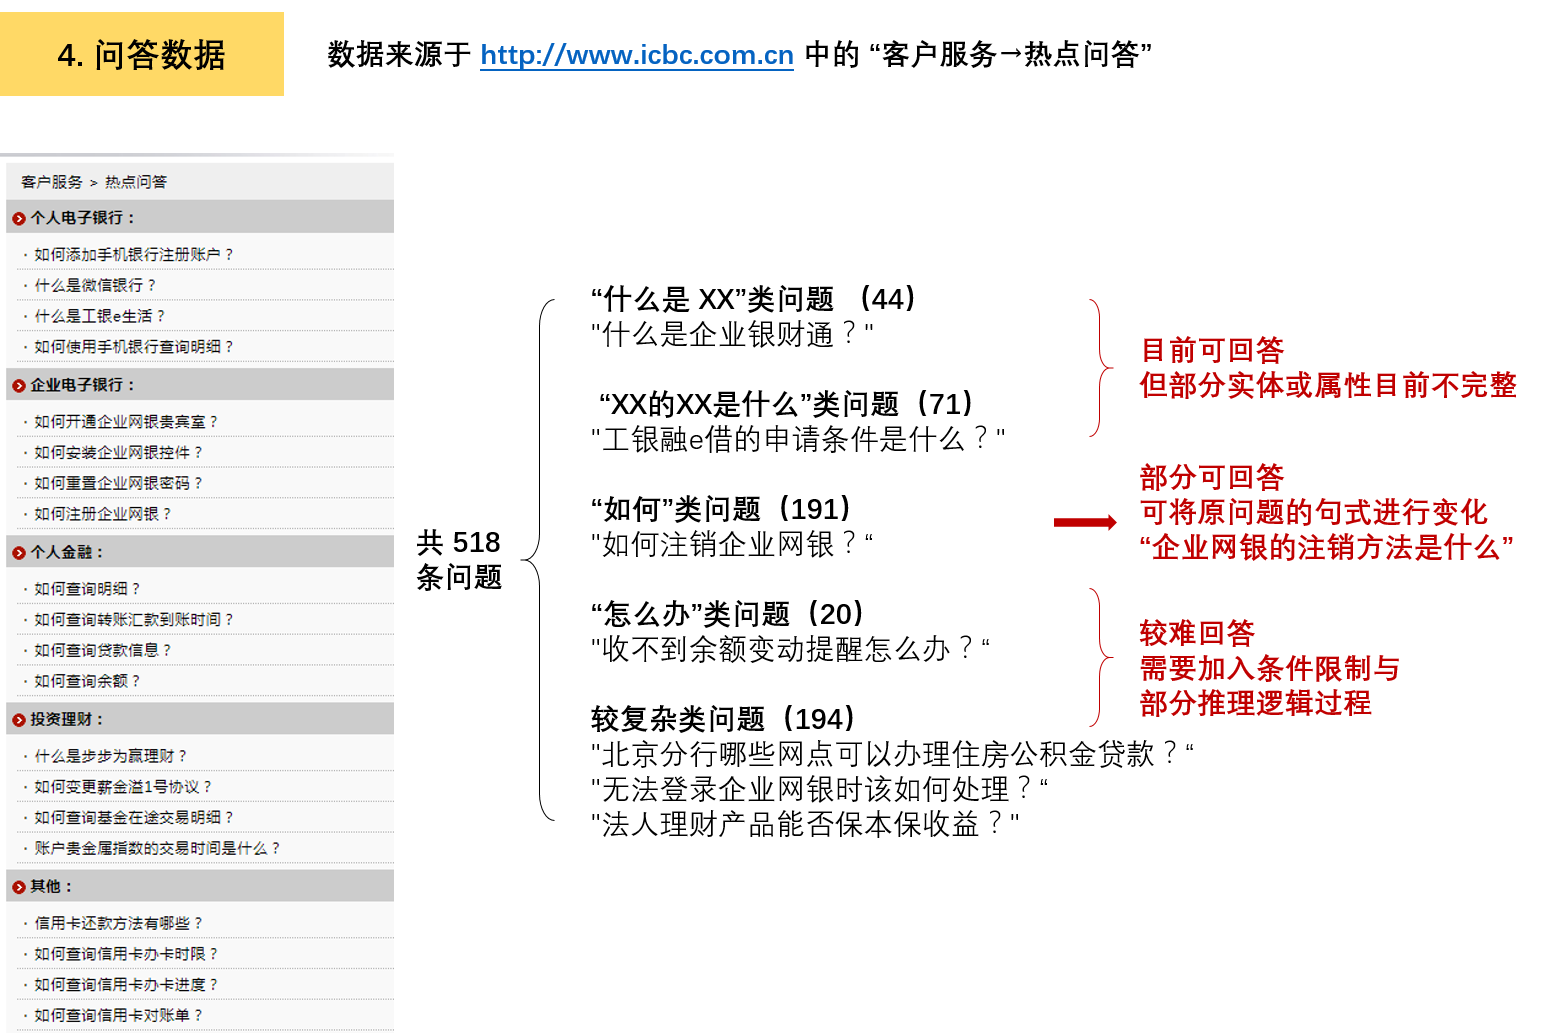 4. 问答数据
数据来源于 http://www.icbc.com.cn 中的 “客户服务→热点问答”
客户服务 > 热点问答
个人电子银行：
· 如何添加手机银行注册账户？
· 什么是微信银行？
· 什么是工银e生活？
· 如何使用手机银行查询明细？
企业电子银行：
· 如何开通企业网银贵宾室？
· 如何安装企业网银控件？
· 如何重置企业网银密码？
· 如何注册企业网银？
个人金融：
· 如何查询明细？
· 如何查询转账汇款到账时间？
· 如何查询贷款信息？
· 如何查询余额？
投资理财：
· 什么是步步为赢理财？
· 如何变更薪金溢1号协议？
· 如何查询基金在途交易明细？
· 账户贵金属指数的交易时间是什么？
其他：
· 信用卡还款方法有哪些？
· 如何查询信用卡办卡时限？
· 如何查询信用卡办卡进度？
· 如何查询信用卡对账单？
共 518
条问题
“什么是 XX”类问题 （44）
"什么是企业银财通？"
“XX的XX是什么”类问题（71）
"工银融e借的申请条件是什么？"
“如何”类问题（191）
"如何注销企业网银？“
“怎么办”类问题（20）
"收不到余额变动提醒怎么办？“
较复杂类问题（194）
"北京分行哪些网点可以办理住房公积金贷款？“
"无法登录企业网银时该如何处理？“
"法人理财产品能否保本保收益？"
目前可回答
但部分实体或属性目前不完整
部分可回答
可将原问题的句式进行变化
“企业网银的注销方法是什么”
较难回答
需要加入条件限制与
部分推理逻辑过程